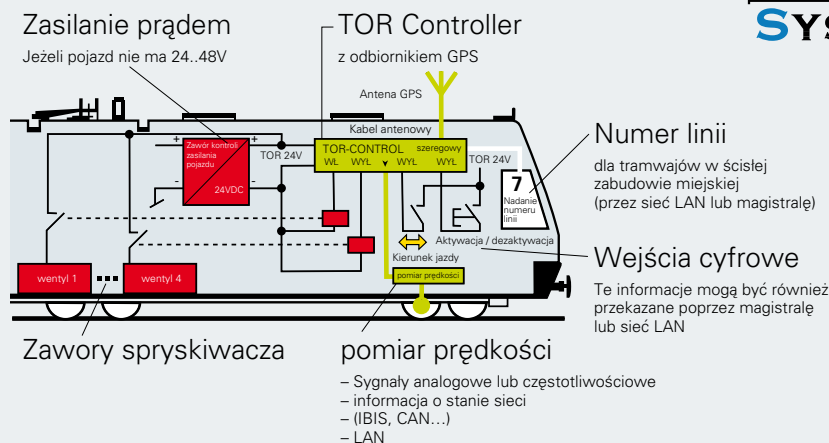 Zasilanie prądem
Jeżeli pojazd nie ma 24..48V
TOR Controller
z odbiornikiem GPS
SYS
Antena GPS
Kabel antenowy
Zawór kontroli
zasilania
pojazdu
+
+
-
-
24VDC
TOR 24V
TOR-CONTROL
szeregowy
WŁ
WYŁ
WYŁ
WYŁ
TOR 24V
7
Nadanie
numeru
linii
Numer linii
dla tramwajów w ścisłej
zabudowie miejskiej
(przez sieć LAN lub magistralę)
Aktywacja / dezaktywacja
Kierunek jazdy
pomiar prędkości
wentyl 1
wentyl 4
Wejścia cyfrowe
Te informacje mogą być również
przekazane poprzez magistralę
lub sieć LAN
Zawory spryskiwacza
pomiar prędkości
– Sygnały analogowe lub częstotliwościowe
– informacja o stanie sieci
– (IBIS, CAN…)
– LAN